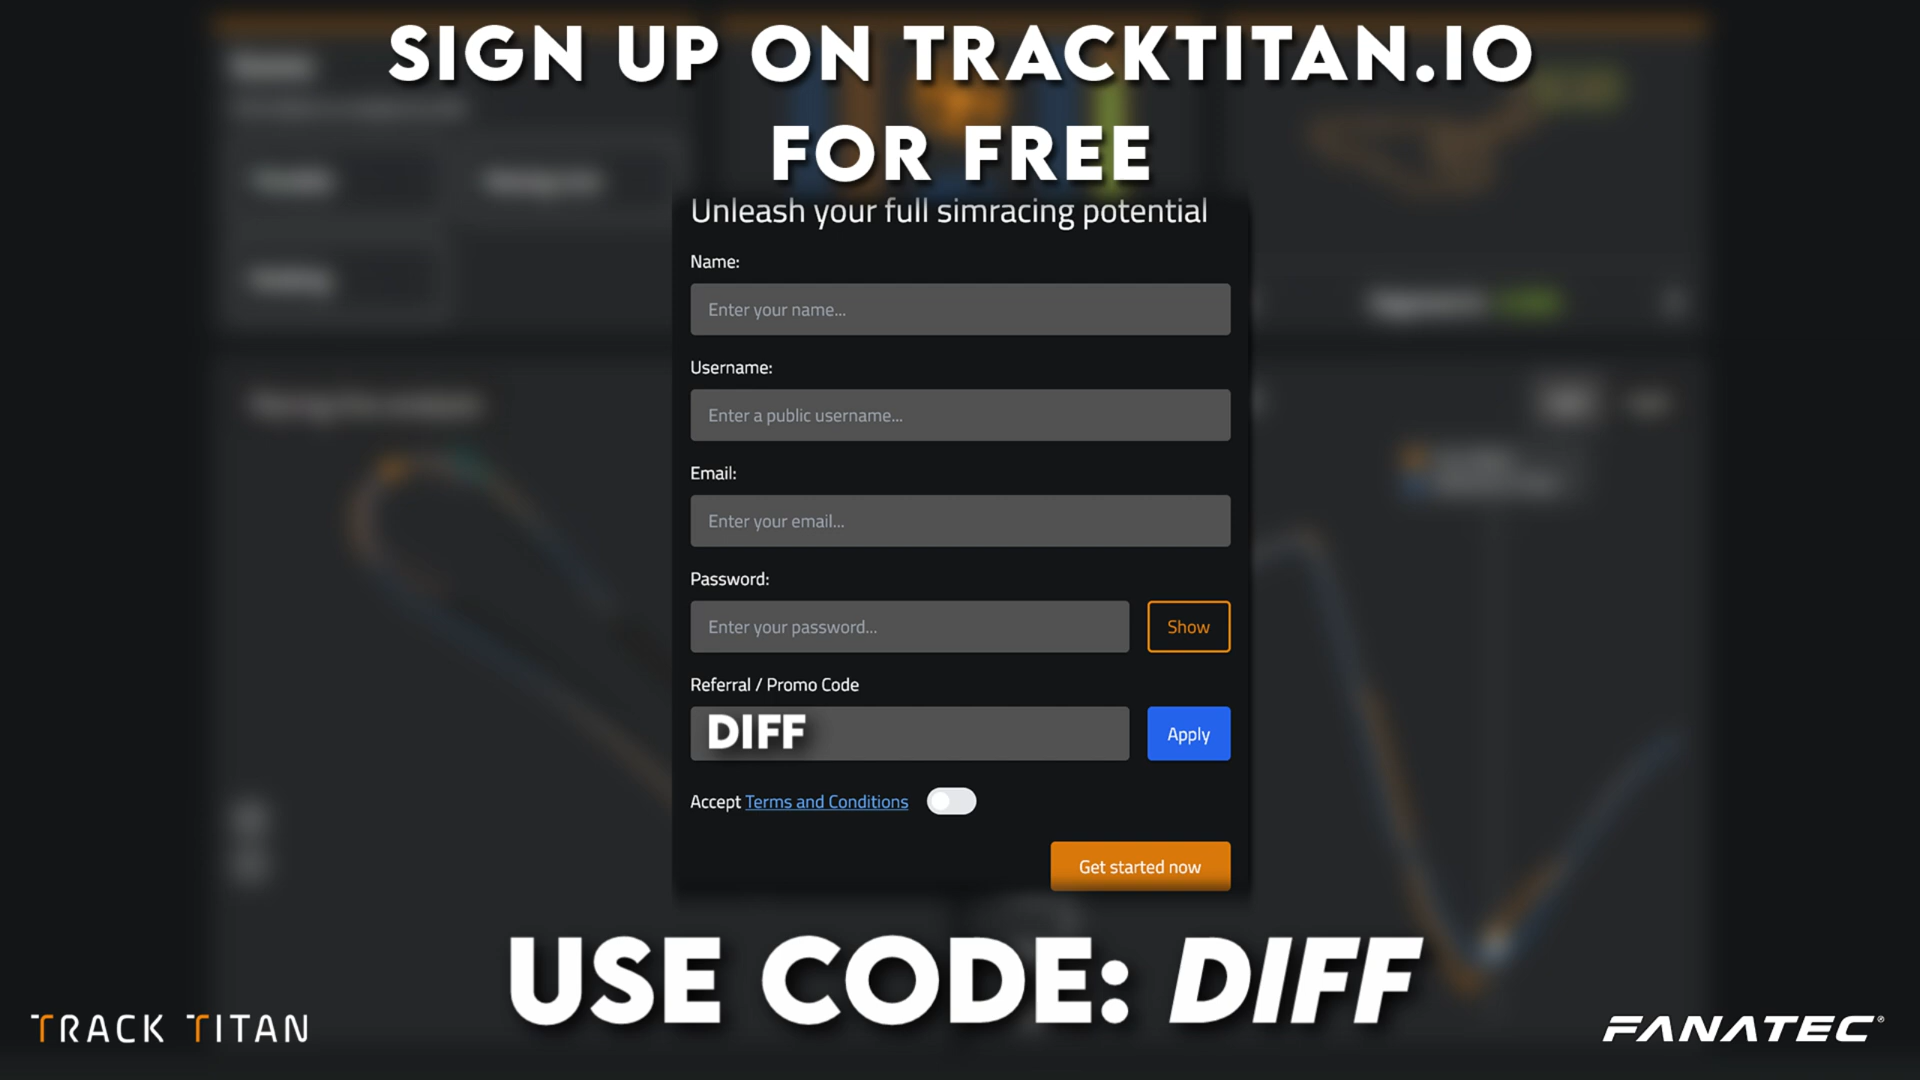 SIGN UP ON TRACKTITAN.IO
FOR FREE
Unleash your full simracing potential
Name:
Enter your name...
Username:
Enter a public username...
Email:
Enter your email...
Password:
Enter your password...
Show
Referral / Promo Code
DIFF
Apply
Accept Terms and Conditions
Get started now
USE CODE: DIFF
TRACK TITAN
FANATEC®